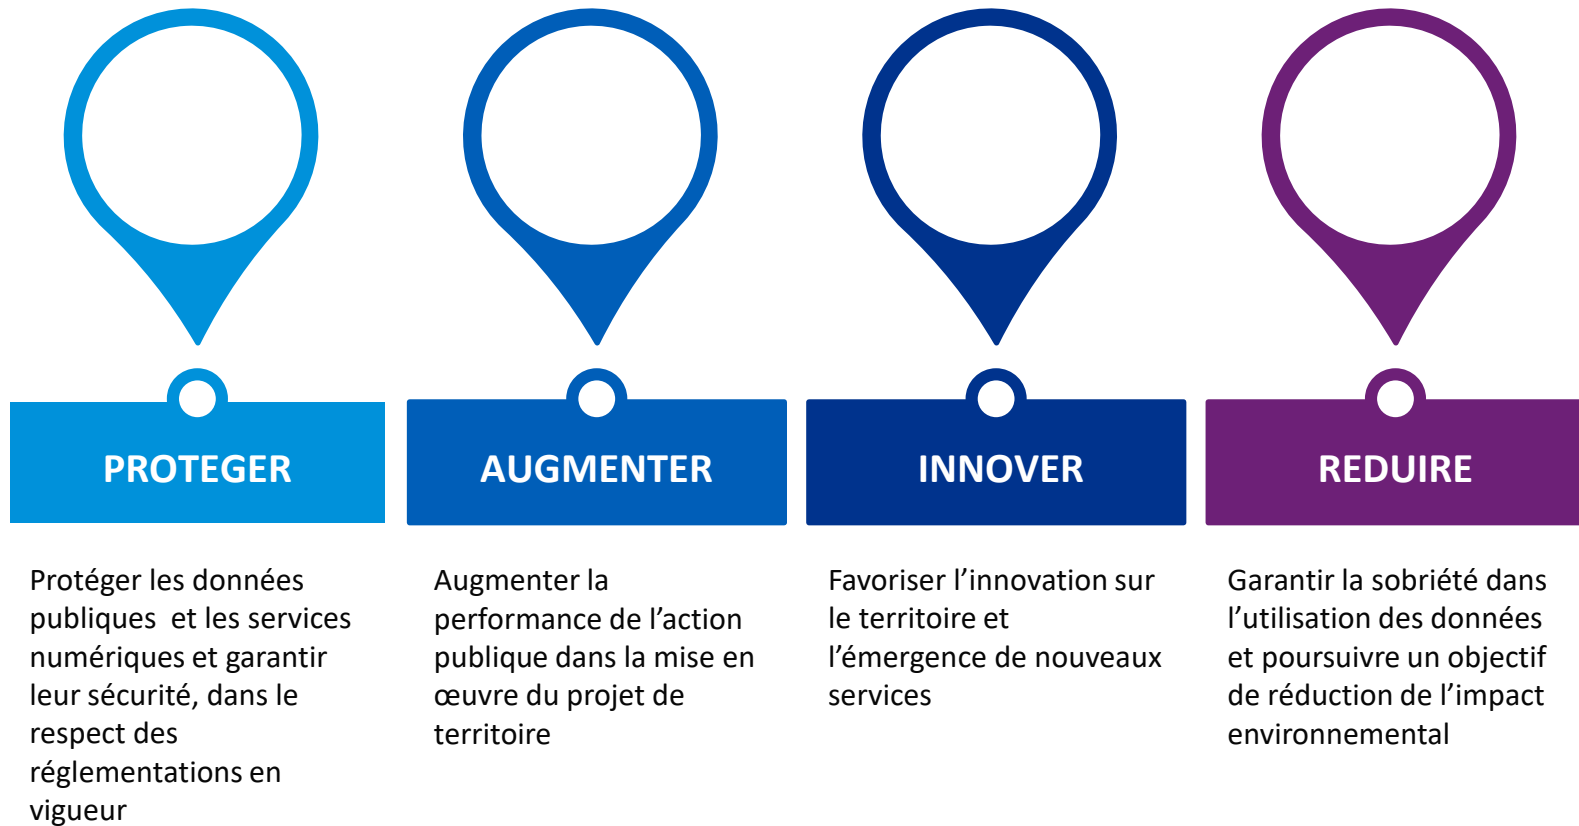 PROTEGER
Protéger les données
publiques  et les services
numériques et garantir
leur sécurité, dans le
respect des
réglementations en
vigueur
AUGMENTER
Augmenter la
performance de l’action
publique dans la mise en
œuvre du projet de
territoire
INNOVER
Favoriser l’innovation sur
le territoire et
l’émergence de nouveaux
services
REDUIRE
Garantir la sobriété dans
l’utilisation des données
et poursuivre un objectif
de réduction de l’impact
environnemental